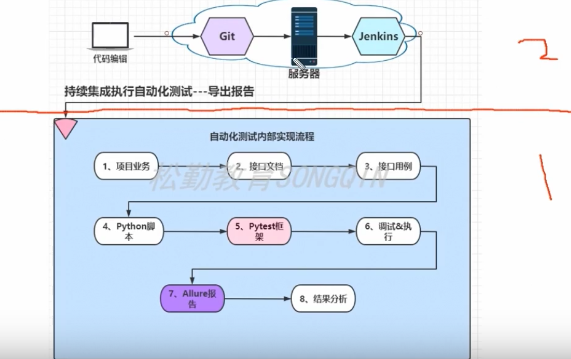 Git
Jenkins
代码编辑
服务器
2
持续集成执行自动化测试---导出报告
自动化测试内部实现流程
1、项目业务
2、接口文档
3、接口用例
松勤教育SONGQIN
1
4、Python脚
本
5、Pytest框
架
6、调试&执
行
7、Allure报
告
8、结果分析